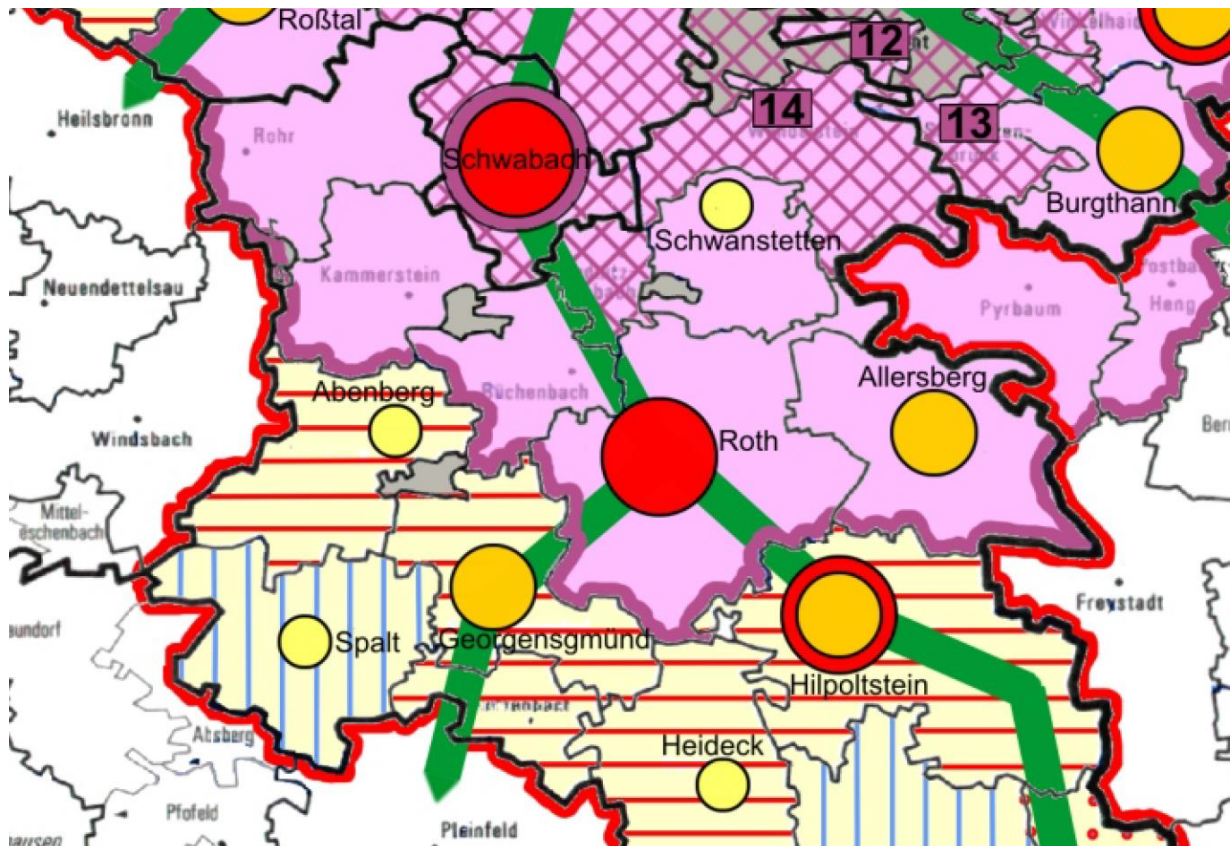 Roßtal
12
Heilsbronn
Rohr
14
13
Schwabach
Burgthann
Schwanstetten
Kammerstein
Neuendettelsau
Pyrbaum
Heng
Allersberg
Abenberg
Büchenbach
Windsbach
Roth
Mittel-
eschenbach
Freystadt
Spalt
Georgensgmünd
Hilpoltstein
Absberg
Heideck
Pfofeld
Pleinfeld